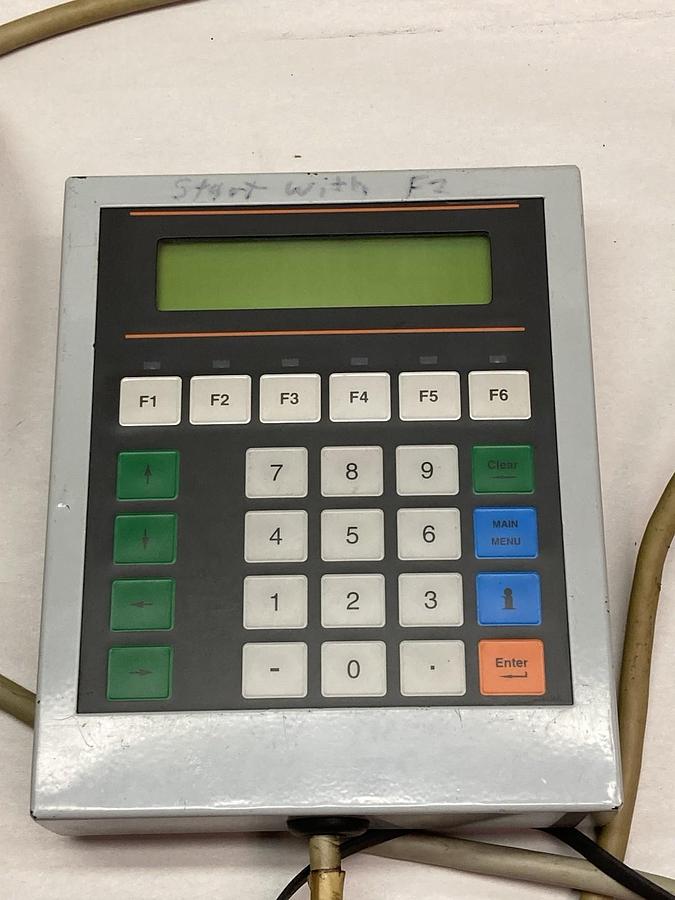 Start with F2
F1 F2 F3 F4 F5 F6
7 8 9 Clear
4 5 6 MAIN MENU
1 2 3 i
- 0 . Enter